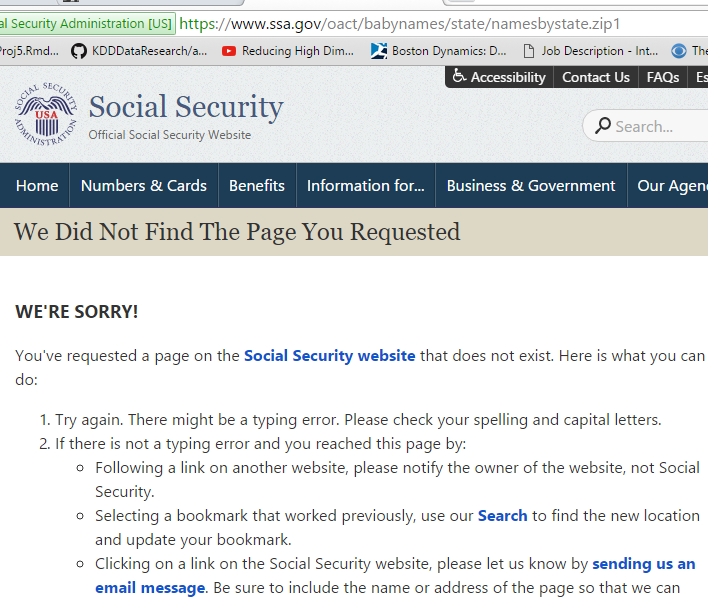 al Security Administration [US] https://www.ssa.gov/oact/babynames/state/namesbystate.zip1
Proj5.Rmd... KDDDataResearch/a... Reducing High Dim... Boston Dynamics: D... Job Description - Int... The
Accessibility Contact Us FAQs Es
SOCIAL SECURITY ADMINISTRATION
USA
Social Security
Official Social Security Website
Search...
Home Numbers & Cards Benefits Information for... Business & Government Our Agen
We Did Not Find The Page You Requested
WE'RE SORRY!
You've requested a page on the Social Security website that does not exist. Here is what you can
do:
1. Try again. There might be a typing error. Please check your spelling and capital letters.
2. If there is not a typing error and you reached this page by:
Following a link on another website, please notify the owner of the website, not Social
Security.
Selecting a bookmark that worked previously, use our Search to find the new location
and update your bookmark.
Clicking on a link on the Social Security website, please let us know by sending us an
email message. Be sure to include the name or address of the page so that we can